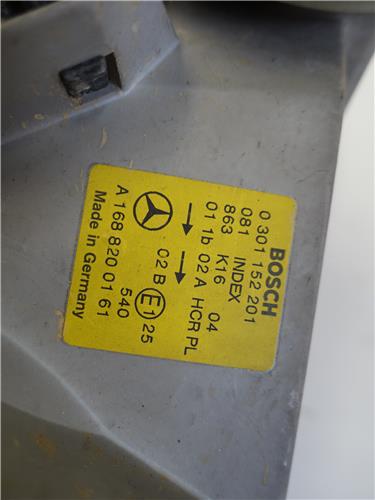 BOSCH
0 301 152 201
081 INDEX 04
863 K16
01 1b 02 A HCR PL
02 B E1 25
A 168 820 01 61
540
Made in Germany